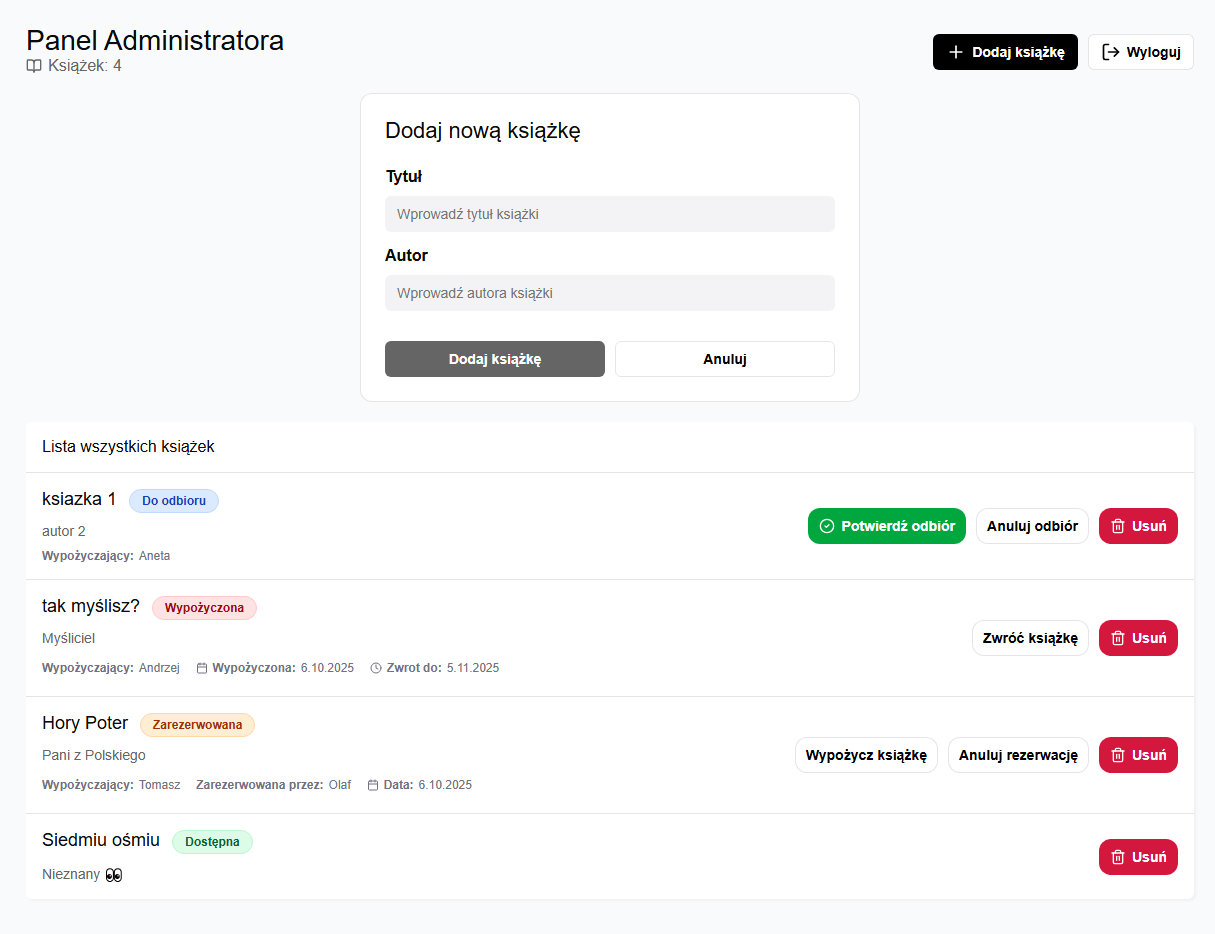 Panel Administratora
Książek: 4
Dodaj książkę
Wyloguj
Dodaj nową książkę
Tytuł
Wprowadź tytuł książki
Autor
Wprowadź autora książki
Dodaj książkę
Anuluj
Lista wszystkich książek
ksiazka 1 Do odbioru
autor 2
Wypożyczający: Aneta
Potwierdź odbiór
Anuluj odbiór
Usuń
tak myślisz? Wypożyczona
Myśliciel
Wypożyczający: Andrzej Wypożyczona: 6.10.2025 Zwrot do: 5.11.2025
Zwróć książkę
Usuń
Hory Poter Zarezerwowana
Pani z Polskiego
Wypożyczający: Tomasz Zarezerwowana przez: Olaf Data: 6.10.2025
Wypożycz książkę
Anuluj rezerwację
Usuń
Siedmiu ośmiu Dostępna
Nieznany 👀
Usuń